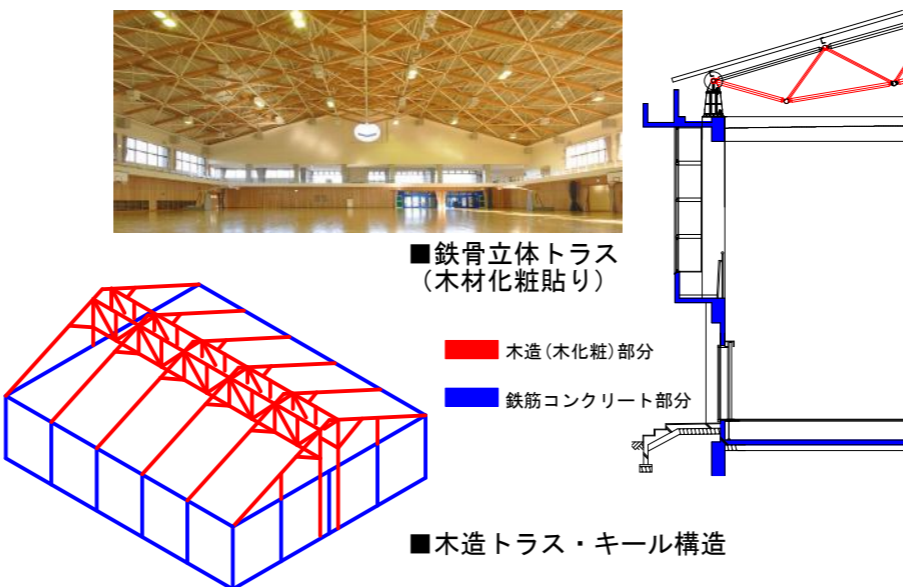 ■鉄骨立体トラス
（木材化粧貼り）
木造（木化粧）部分
鉄筋コンクリート部分
■木造トラス・キール構造